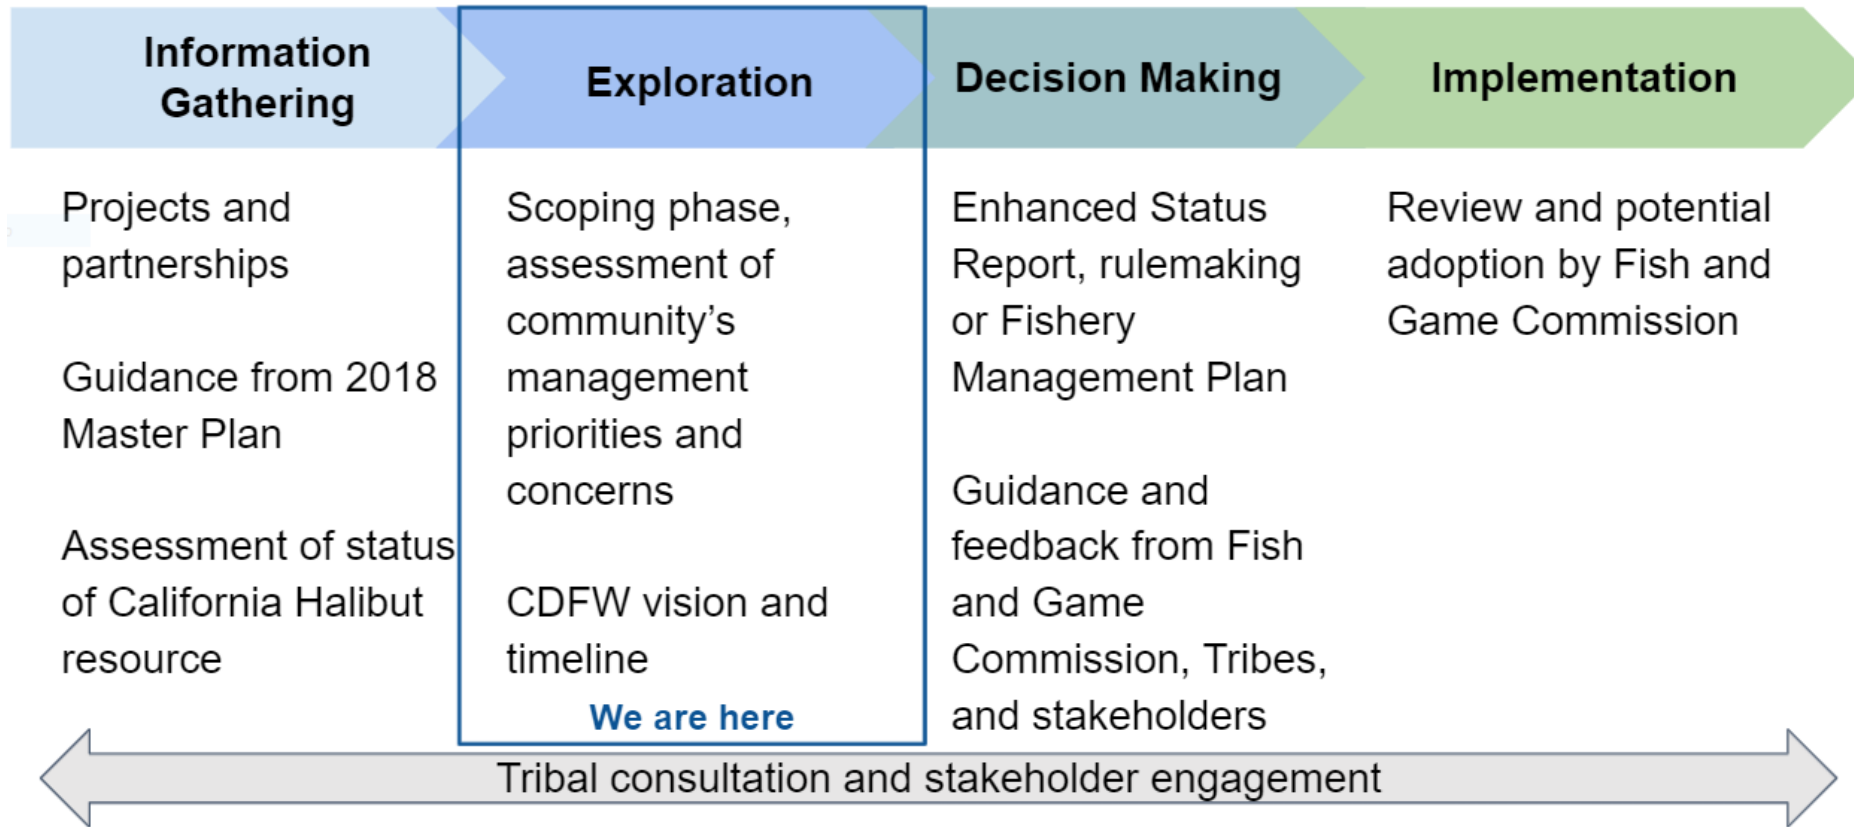 Information
Gathering
Exploration
Decision Making
Implementation
Projects and
partnerships
Guidance from 2018
Master Plan
Assessment of status
of California Halibut
resource
Scoping phase,
assessment of
community’s
management
priorities and
concerns
CDFW vision and
timeline
We are here
Enhanced Status
Report, rulemaking
or Fishery
Management Plan
Guidance and
feedback from Fish
and Game
Commission, Tribes,
and stakeholders
Review and potential
adoption by Fish and
Game Commission
Tribal consultation and stakeholder engagement